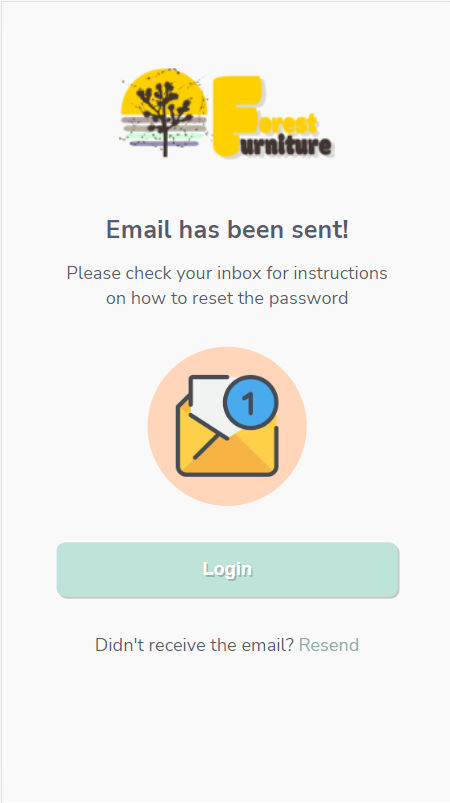 Forest
Furniture
Email has been sent!
Please check your inbox for instructions
on how to reset the password
1
Login
Didn't receive the email? Resend